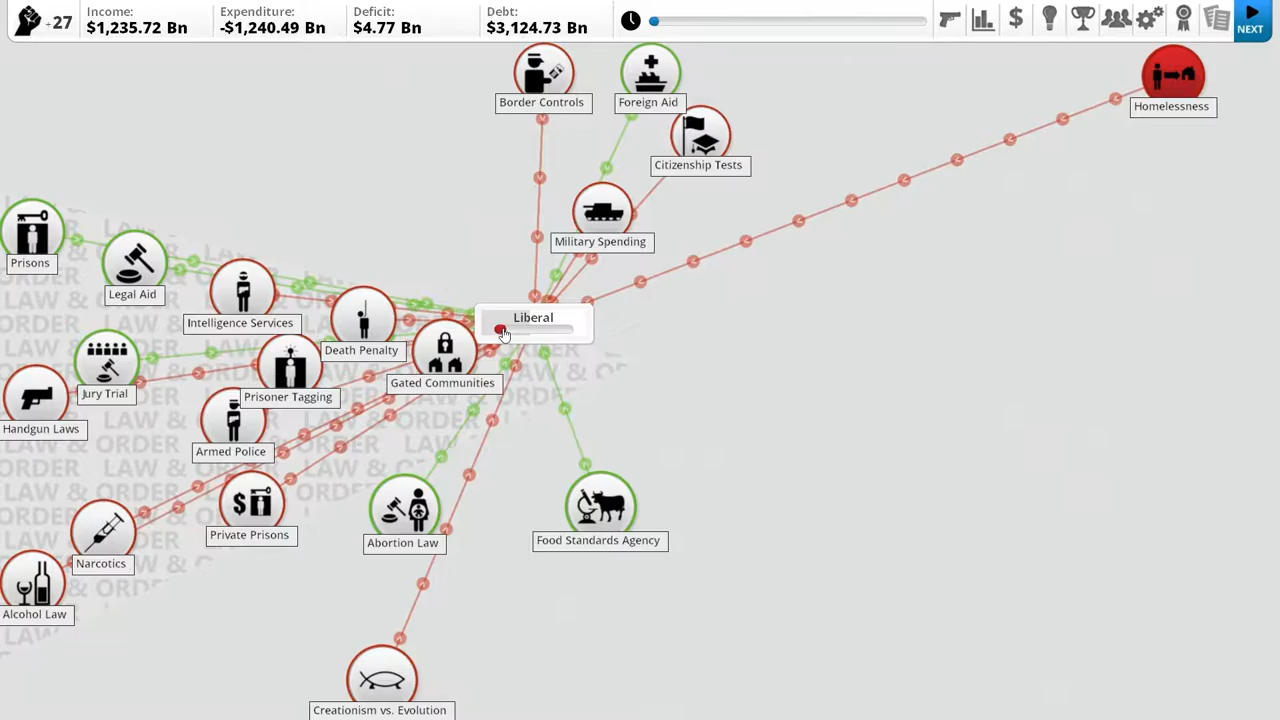 +27
Income:
$1,235.72 Bn
Expenditure:
-$1,240.49 Bn
Deficit:
$4.77 Bn
Debt:
$3,124.73 Bn
NEXT
Border Controls
Foreign Aid
Homelessness
Citizenship Tests
Military Spending
Prisons
Legal Aid
Intelligence Services
Liberal
Death Penalty
Gated Communities
Jury Trial
Prisoner Tagging
Handgun Laws
Armed Police
Private Prisons
Abortion Law
Food Standards Agency
Narcotics
Alcohol Law
Creationism vs. Evolution
LAW & ORDER